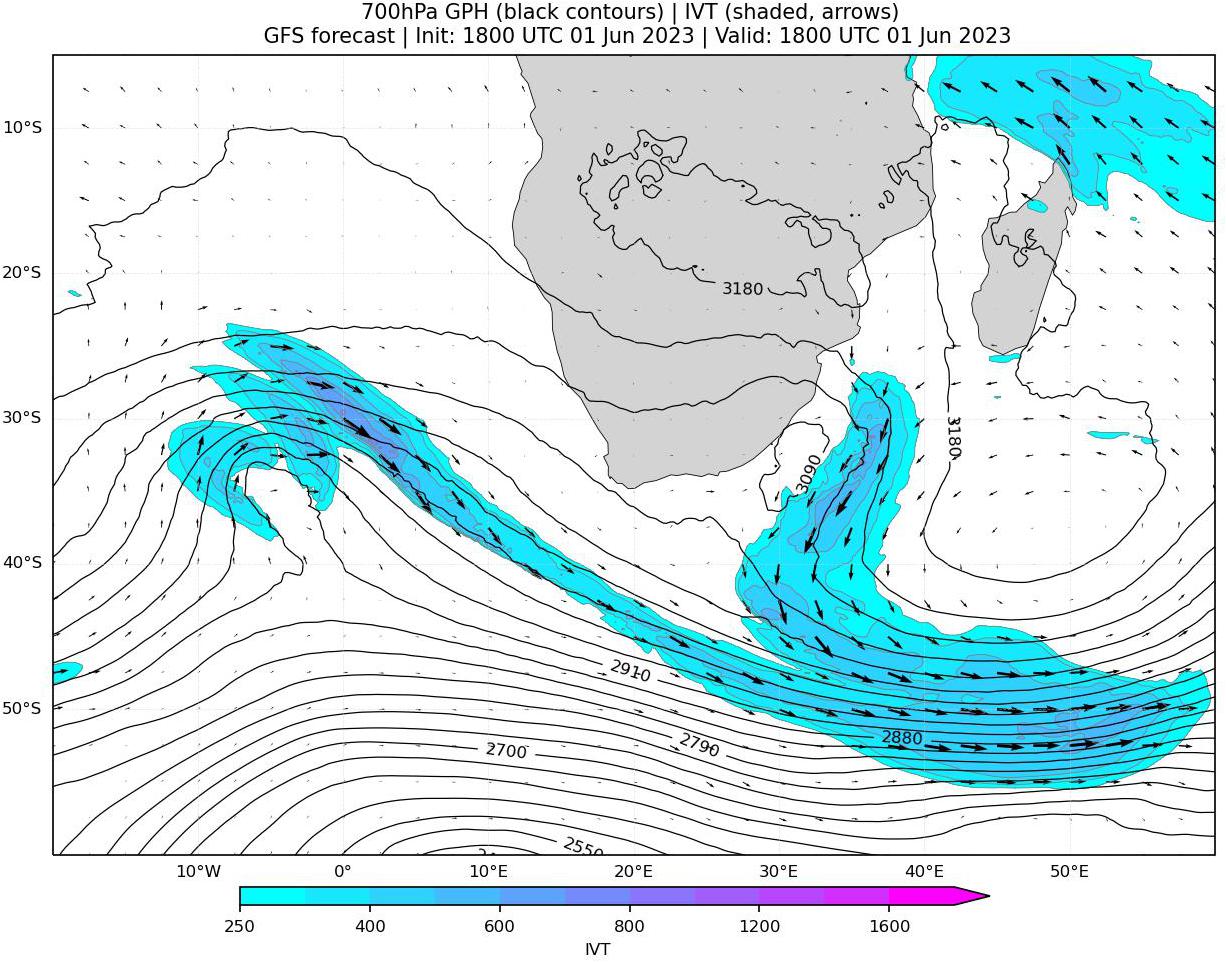 700hPa GPH (black contours) | IVT (shaded, arrows)
GFS forecast | Init: 1800 UTC 01 Jun 2023 | Valid: 1800 UTC 01 Jun 2023
10°S
20°S
3180
30°S
3180
3090
40°S
2910
50°S
2880
2790
2700
2550
10°W 0° 10°E 20°E 30°E 40°E 50°E
250 400 600 800 1200 1600
IVT